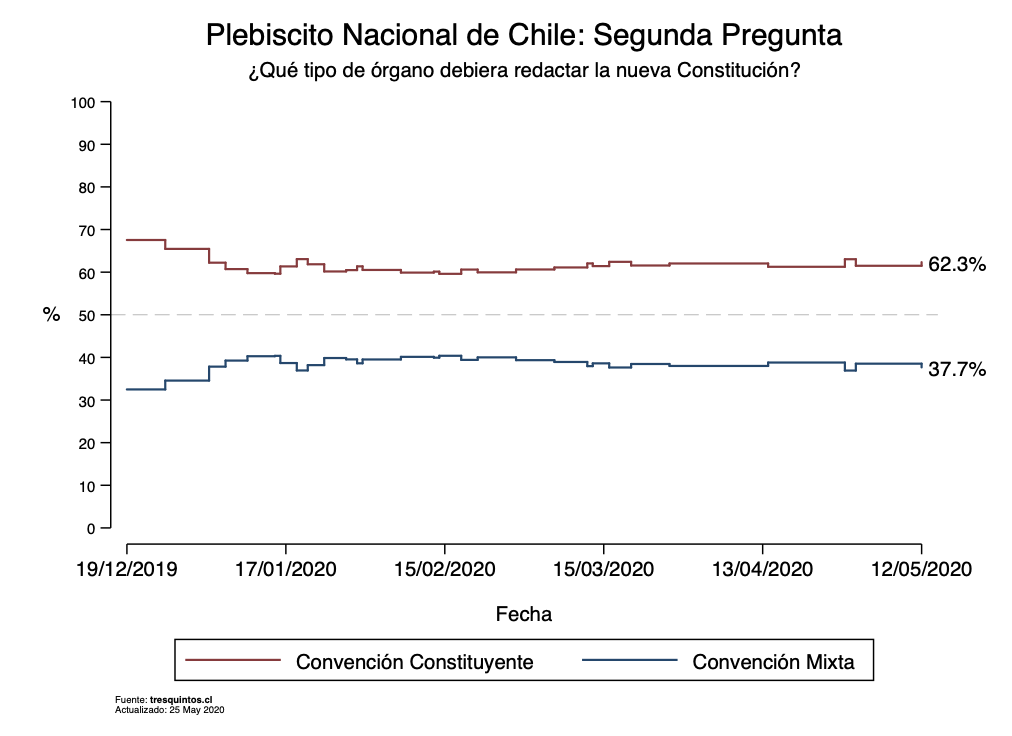 Plebiscito Nacional de Chile: Segunda Pregunta
¿Qué tipo de órgano debiera redactar la nueva Constitución?
100
90
80
70
60
50
40
30
20
10
0
%
62.3%
37.7%
19/12/2019 17/01/2020 15/02/2020 15/03/2020 13/04/2020 12/05/2020
Fecha
Convención Constituyente Convención Mixta
Fuente: tresquintos.cl
Actualizado: 25 May 2020